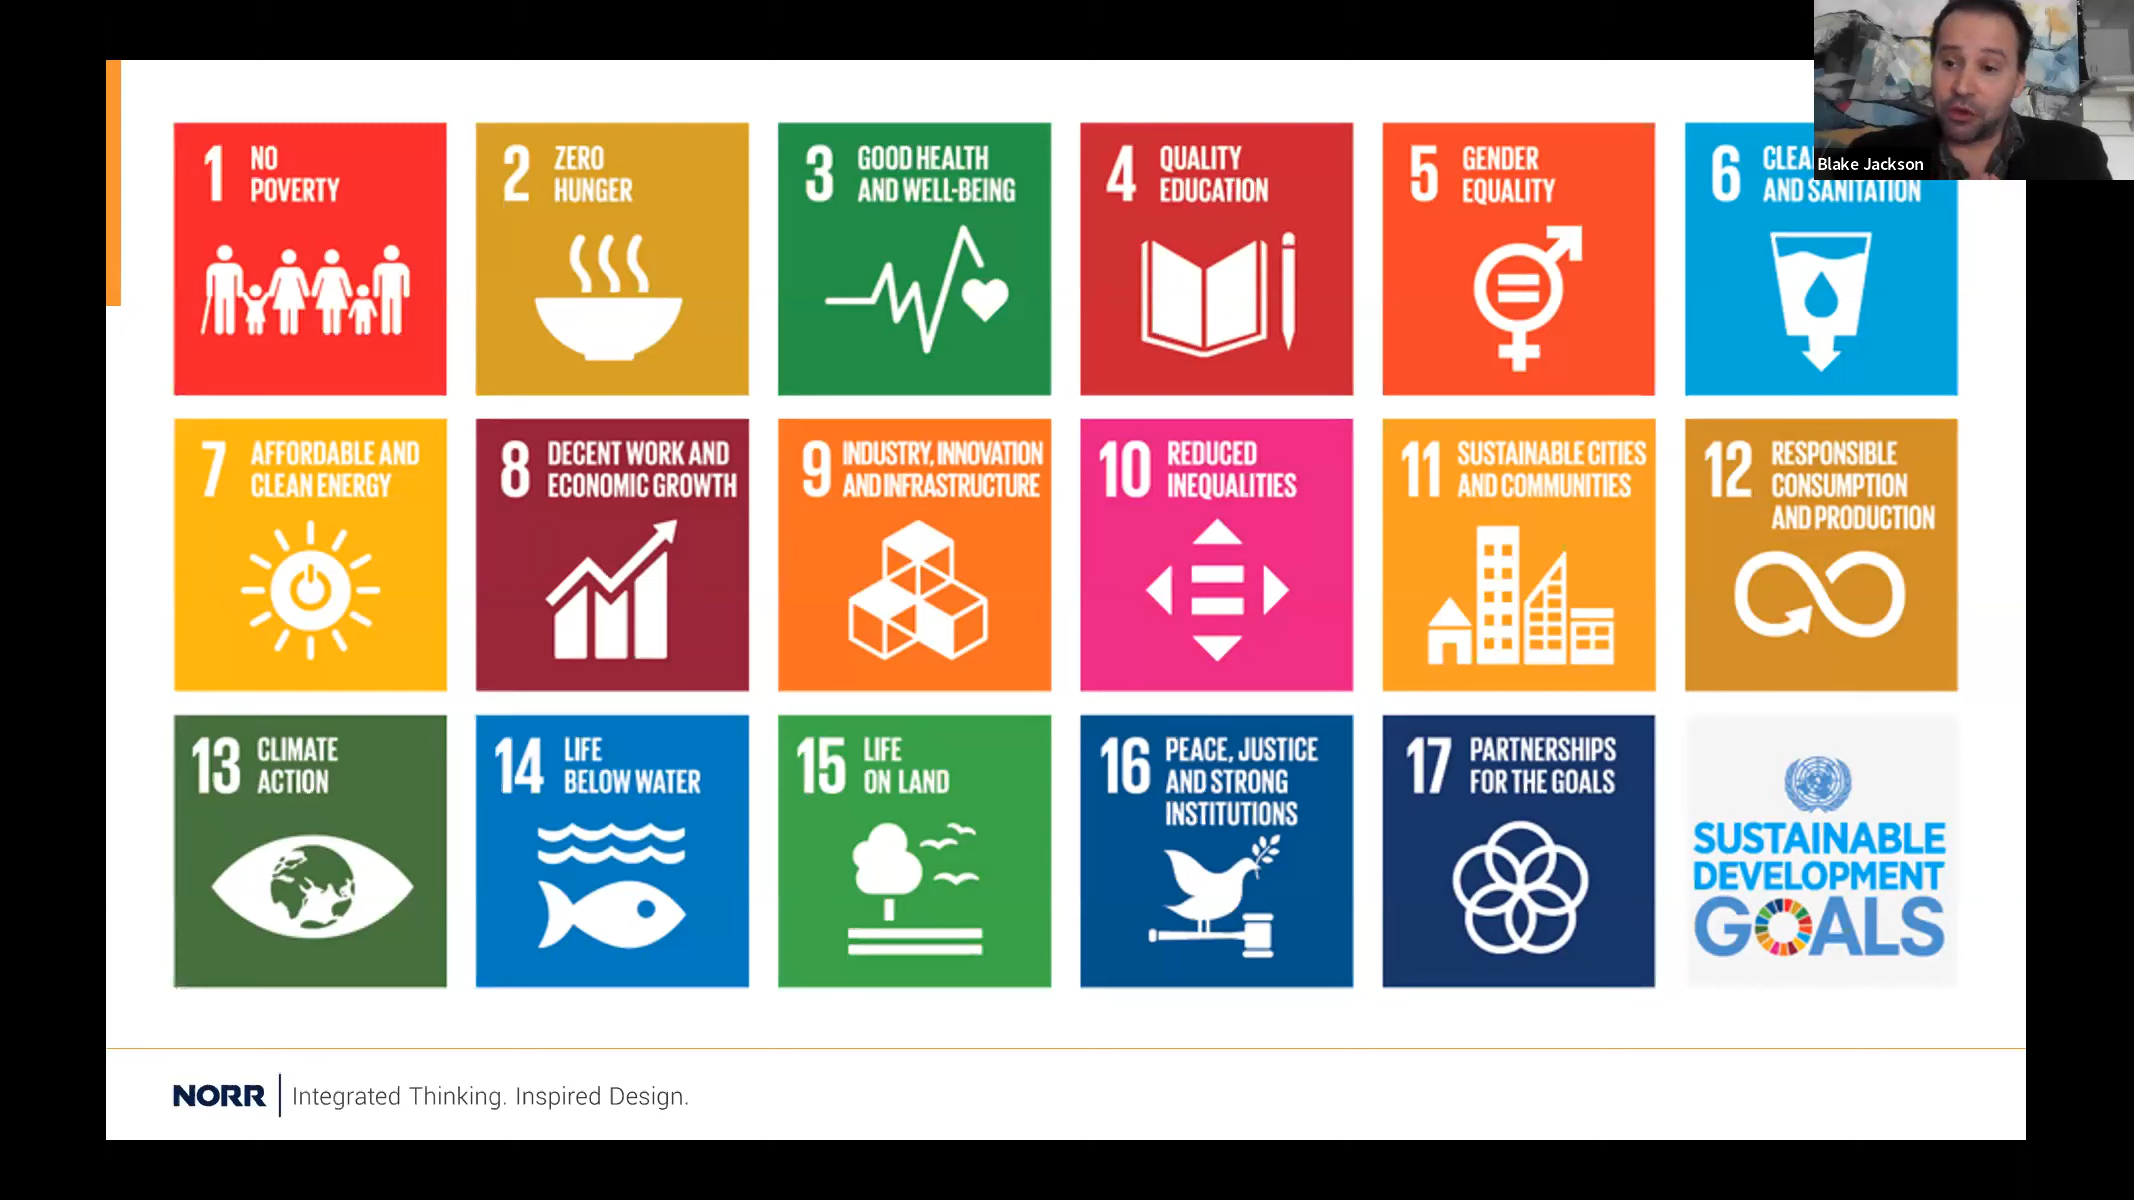 1 NO
POVERTY
2 ZERO
HUNGER
3 GOOD HEALTH
AND WELL-BEING
4 QUALITY
EDUCATION
5 GENDER
EQUALITY
6
AND SANITATION
Blake Jackson
7 AFFORDABLE AND
CLEAN ENERGY
8 DECENT WORK AND
ECONOMIC GROWTH
9 INDUSTRY, INNOVATION
AND INFRASTRUCTURE
10 REDUCED
INEQUALITIES
11 SUSTAINABLE CITIES
AND COMMUNITIES
12 RESPONSIBLE
CONSUMPTION
AND PRODUCTION
13 CLIMATE
ACTION
14 LIFE
BELOW WATER
15 LIFE
ON LAND
16 PEACE, JUSTICE
AND STRONG
INSTITUTIONS
17 PARTNERSHIPS
FOR THE GOALS
SUSTAINABLE
DEVELOPMENT
GOALS
NORR Integrated Thinking. Inspired Design.